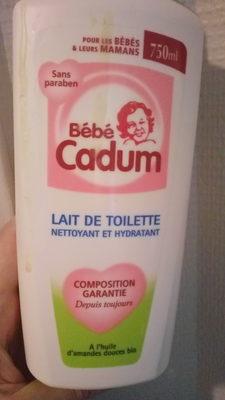 POUR LES BÉBÉS
& LEURS MAMANS
750ml
Sans
paraben
Bébé
Cadum
LAIT DE TOILETTE
NETTOYANT ET HYDRATANT
COMPOSITION
GARANTIE
Depuis toujours
A l'huile
d'amandes douces bio